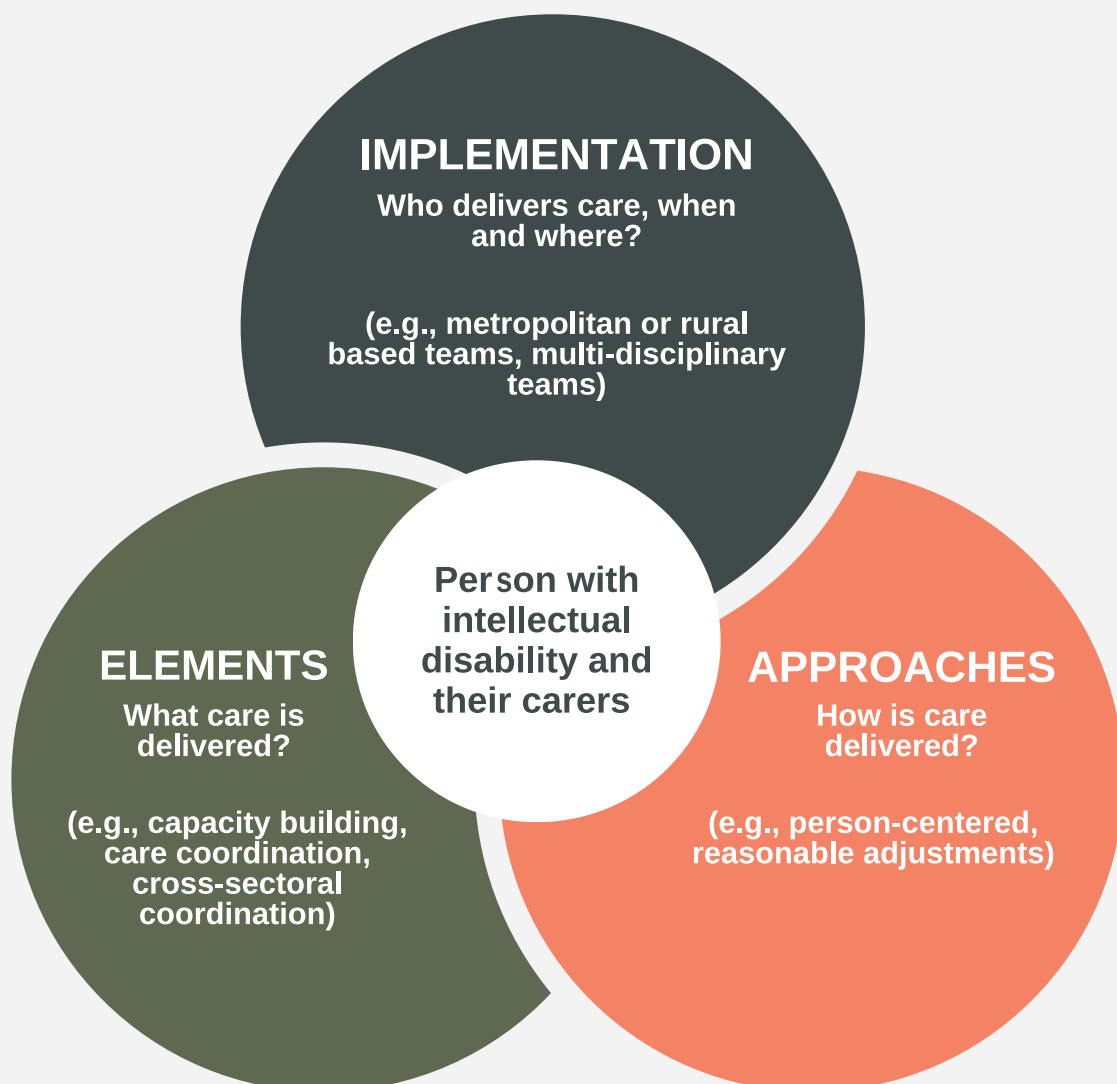 IMPLEMENTATION
Who delivers care, when
and where?
(e.g., metropolitan or rural
based teams, multi-disciplinary
teams)
Person with
intellectual
disability and
their carers
ELEMENTS
What care is
delivered?
(e.g., capacity building,
care coordination,
cross-sectoral
coordination)
APPROACHES
How is care
delivered?
(e.g., person-centered,
reasonable adjustments)